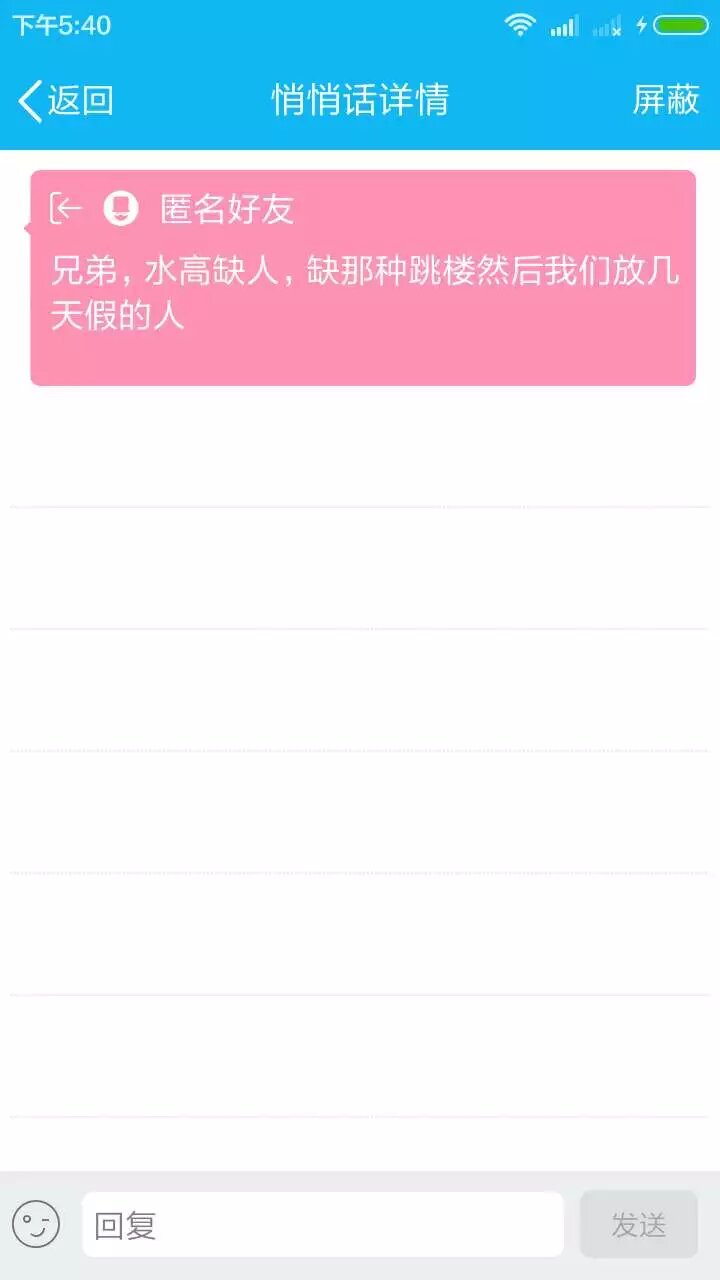 下午5:40
返回
悄悄话详情
屏蔽
匿名好友
兄弟，水高缺人，缺那种跳楼然后我们放几
天假的人
回复
发送